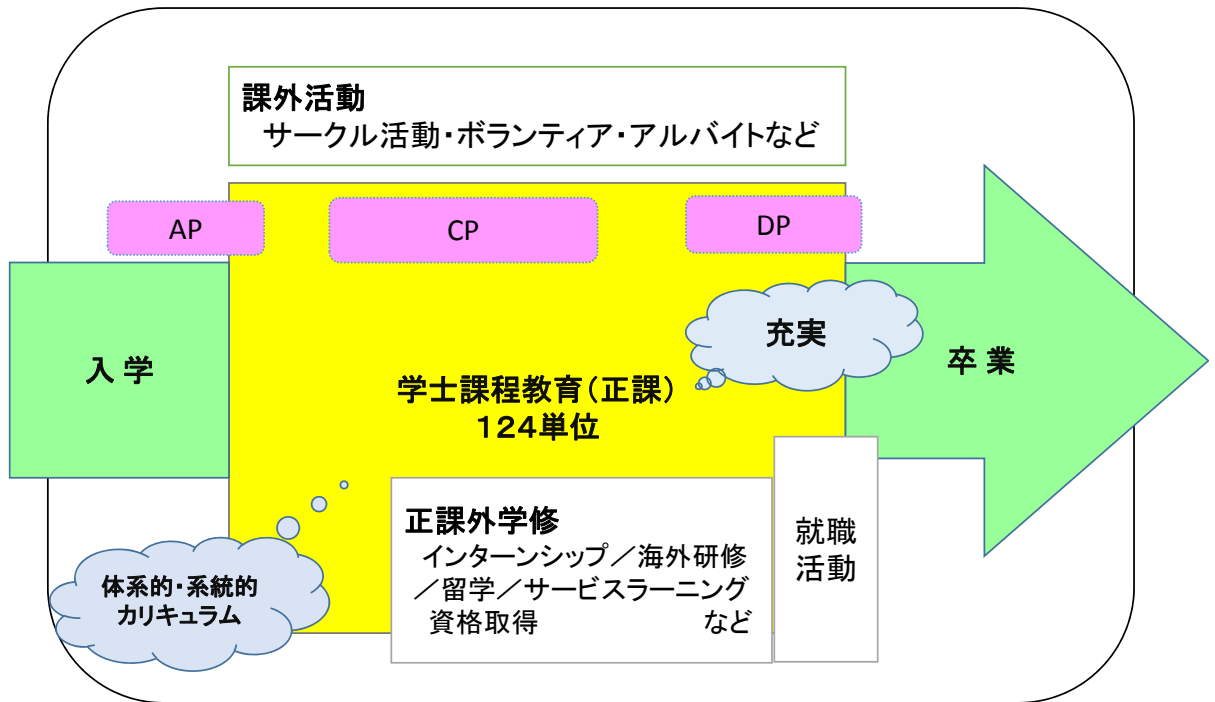 課外活動
サークル活動・ボランティア・アルバイトなど
AP
CP
DP
入 学
充実
卒 業
学士課程教育（正課）
１２４単位
正課外学修
インターンシップ／海外研修
／留学／サービスラーニング
資格取得 など
就職
活動
体系的・系統的
カリキュラム